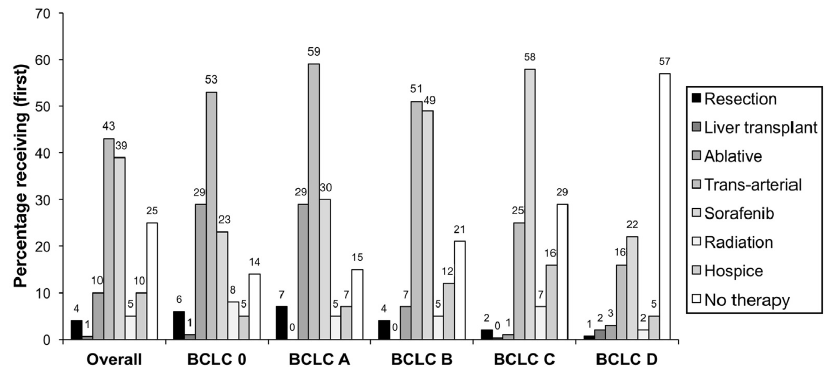 70
60
50
40
30
20
10
0
Percentage receiving (first)
4 1 10 43 39 5 10 25
6 1 29 53 23 8 5 14
7 0 29 59 30 5 7 15
4 0 7 51 49 5 12 21
2 0 1 25 58 7 16 29
1 2 3 16 22 2 5 57
Overall BCLC 0 BCLC A BCLC B BCLC C BCLC D
Resection
Liver transplant
Ablative
Trans-arterial
Sorafenib
Radiation
Hospice
No therapy